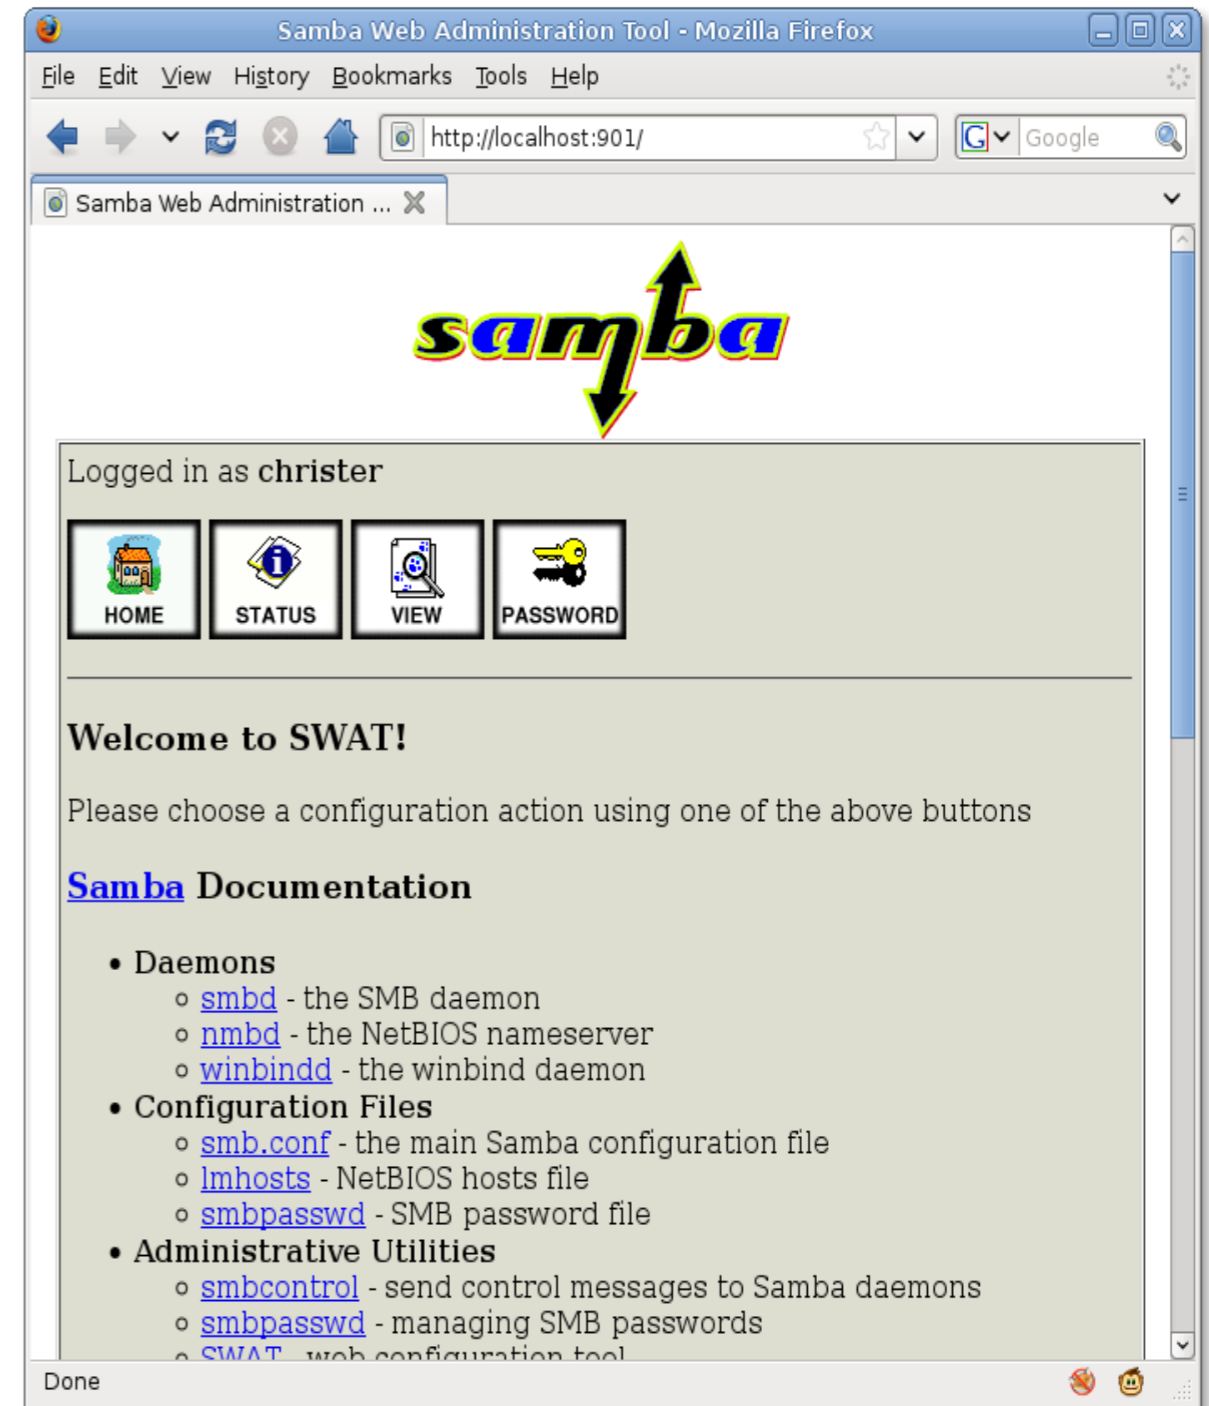 Samba Web Administration Tool - Mozilla Firefox
File Edit View History Bookmarks Tools Help
http://localhost:901/ G Google
Samba Web Administration ...
samba
Logged in as christer
HOME STATUS VIEW PASSWORD
Welcome to SWAT!
Please choose a configuration action using one of the above buttons
Samba Documentation
• Daemons
smbd - the SMB daemon
nmbd - the NetBIOS nameserver
winbindd - the winbind daemon
• Configuration Files
smb.conf - the main Samba configuration file
lmhosts - NetBIOS hosts file
smbpasswd - SMB password file
• Administrative Utilities
smbcontrol - send control messages to Samba daemons
smbpasswd - managing SMB passwords
SWAT - web configuration tool
Done